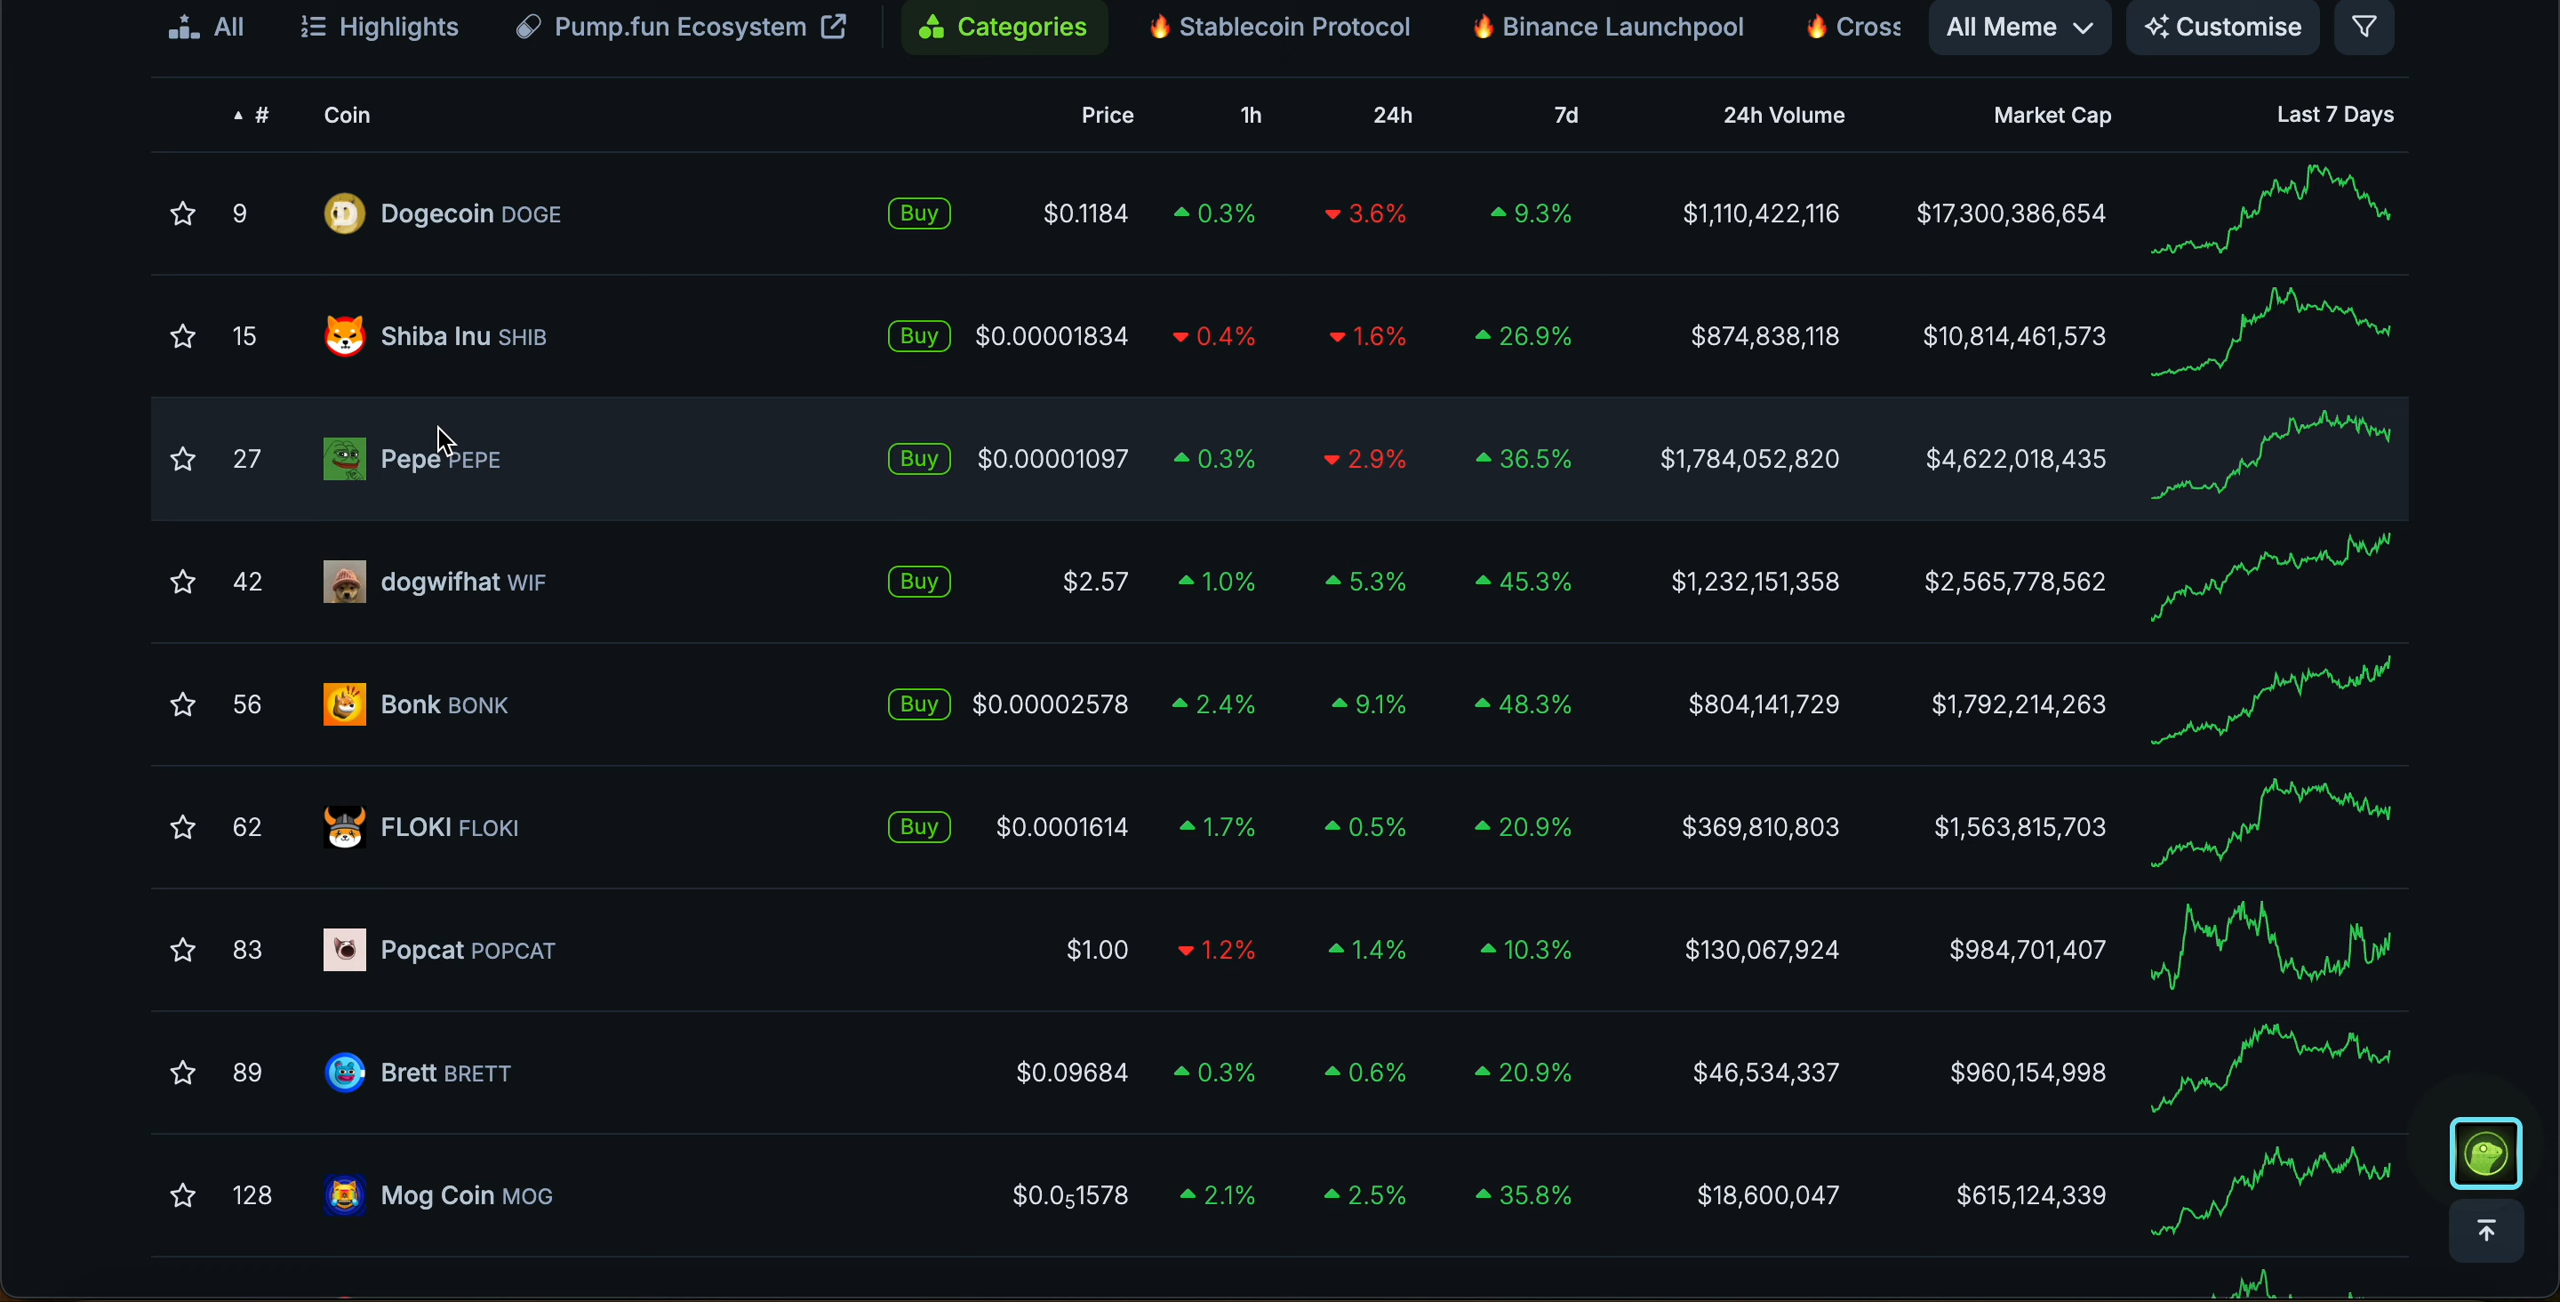 All Highlights Pump.fun Ecosystem Categories 🔥 Stablecoin Protocol 🔥 Binance Launchpool 🔥 Cross All Meme Customise
# Coin Price 1h 24h 7d 24h Volume Market Cap Last 7 Days
9 Dogecoin DOGE Buy $0.1184 ▲ 0.3% ▼ 3.6% ▲ 9.3% $1,110,422,116 $17,300,386,654
15 Shiba Inu SHIB Buy $0.00001834 ▼ 0.4% ▼ 1.6% ▲ 26.9% $874,838,118 $10,814,461,573
27 Pepe PEPE Buy $0.00001097 ▲ 0.3% ▼ 2.9% ▲ 36.5% $1,784,052,820 $4,622,018,435
42 dogwifhat WIF Buy $2.57 ▲ 1.0% ▲ 5.3% ▲ 45.3% $1,232,151,358 $2,565,778,562
56 Bonk BONK Buy $0.00002578 ▲ 2.4% ▲ 9.1% ▲ 48.3% $804,141,729 $1,792,214,263
62 FLOKI FLOKI Buy $0.0001614 ▲ 1.7% ▲ 0.5% ▲ 20.9% $369,810,803 $1,563,815,703
83 Popcat POPCAT $1.00 ▼ 1.2% ▲ 1.4% ▲ 10.3% $130,067,924 $984,701,407
89 Brett BRETT $0.09684 ▲ 0.3% ▲ 0.6% ▲ 20.9% $46,534,337 $960,154,998
128 Mog Coin MOG $0.0₅1578 ▲ 2.1% ▲ 2.5% ▲ 35.8% $18,600,047 $615,124,339